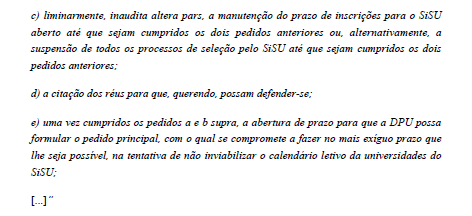 c) liminarmente, inaudita altera pars, a manutenção do prazo de inscrições para o SiSU
aberto até que sejam cumpridos os dois pedidos anteriores ou, alternativamente, a
suspensão de todos os processos de seleção pelo SiSU até que sejam cumpridos os dois
pedidos anteriores;
d) a citação dos réus para que, querendo, possam defender-se;
e) uma vez cumpridos os pedidos a e b supra, a abertura de prazo para que a DPU possa
formular o pedido principal, com o qual se compromete a fazer no mais exíguo prazo que
lhe seja possível, na tentativa de não inviabilizar o calendário letivo da universidades do
SiSU;
[...]"